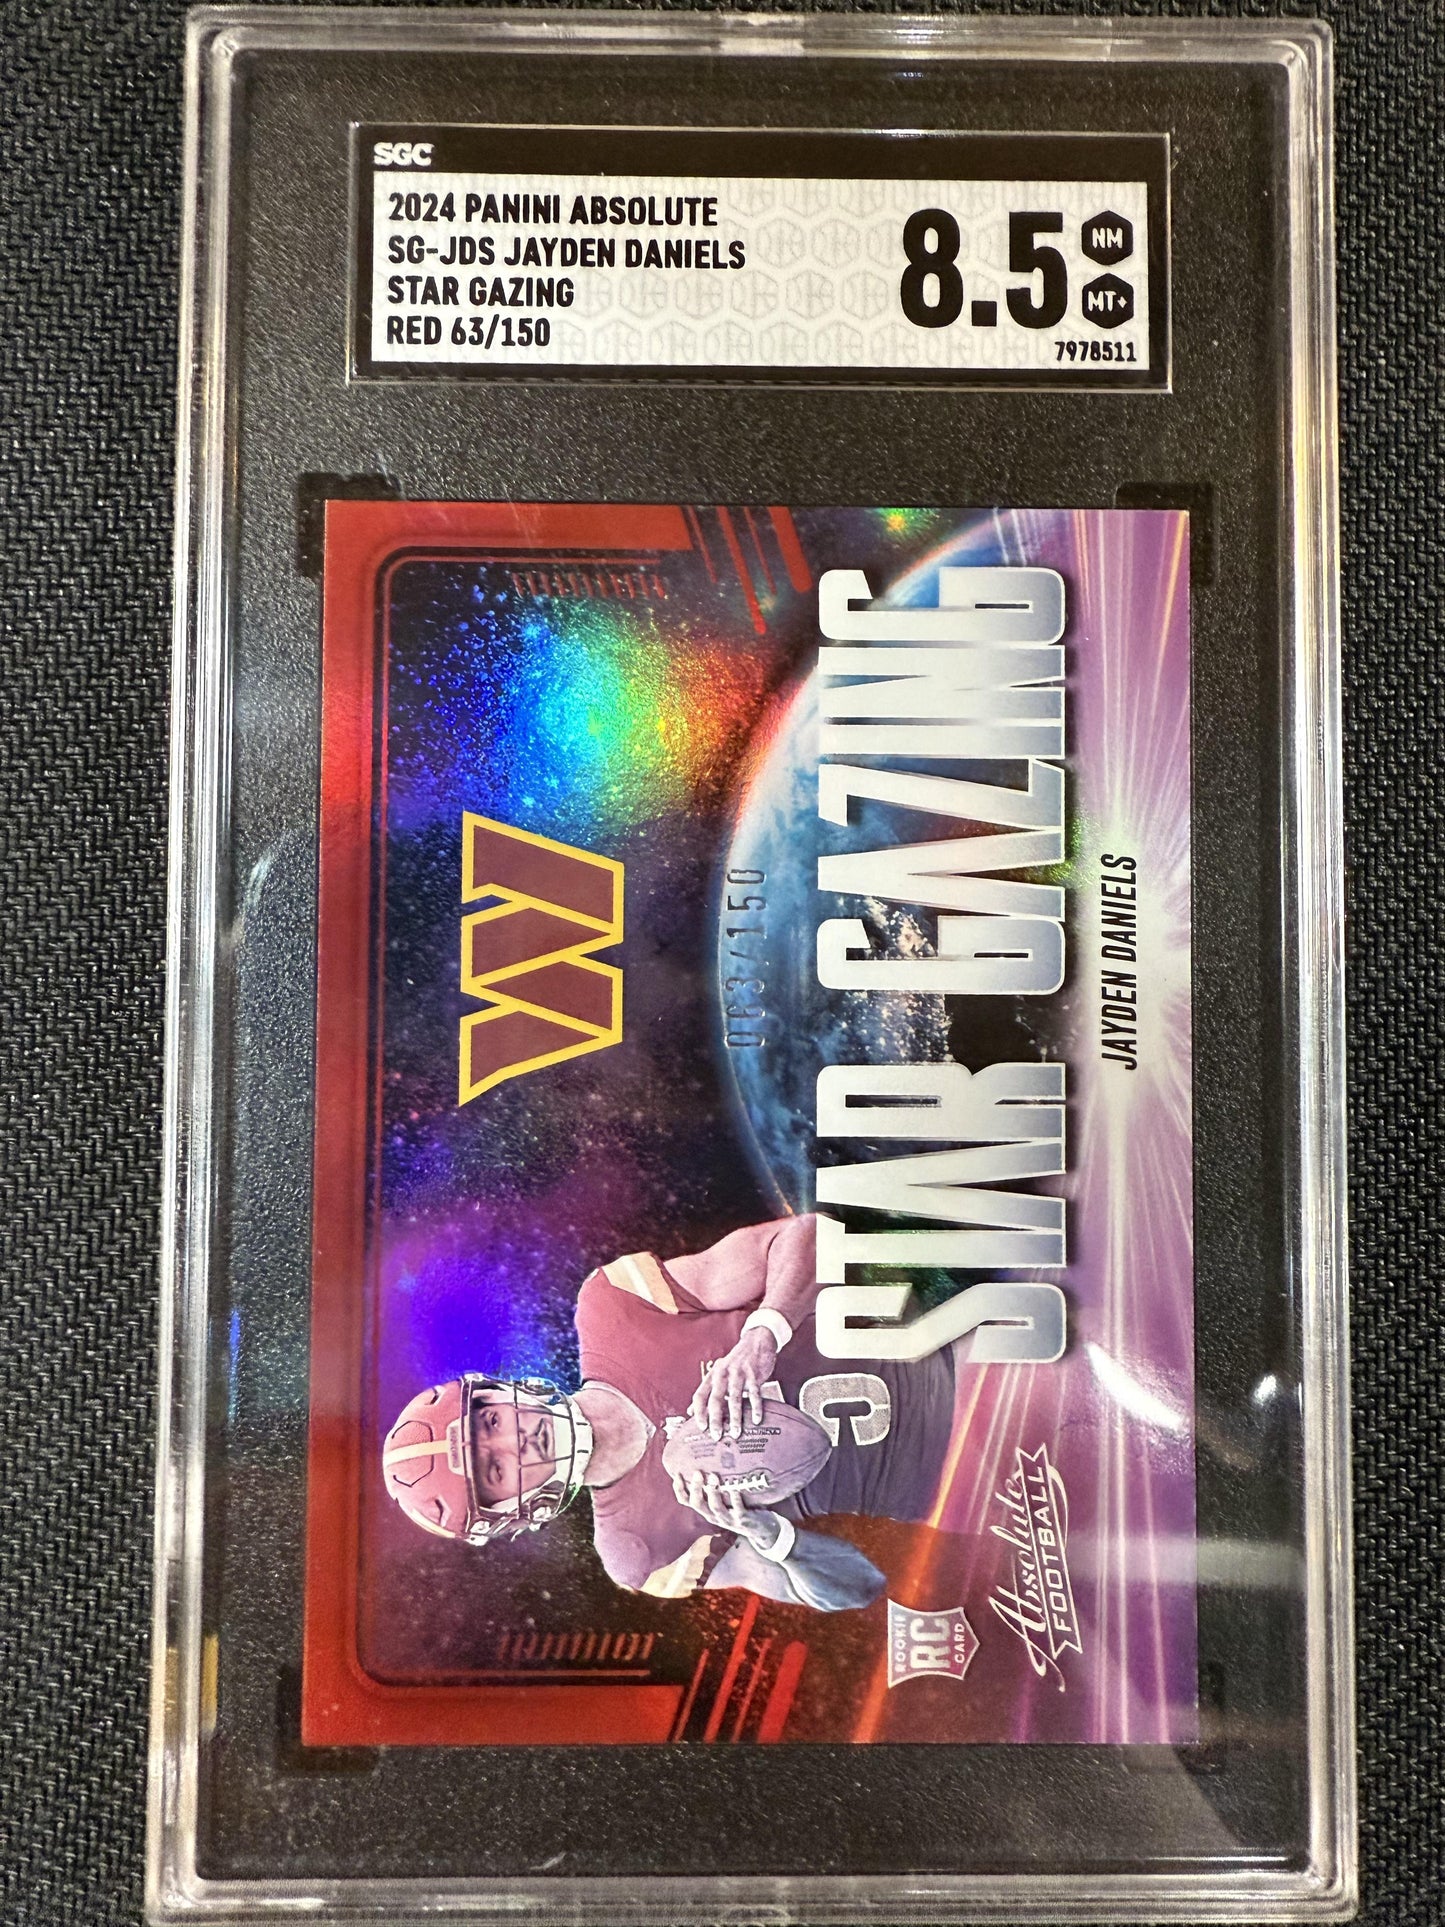 SGC
2024 PANINI ABSOLUTE
SG-JDS JAYDEN DANIELS
STAR GAZING
RED 63/150
8.5
NM
MT+
7978511
W
063/150
STAR GAZING
JAYDEN DANIELS
5
ROOKIE
RC
CARD
Absolute
FOOTBALL